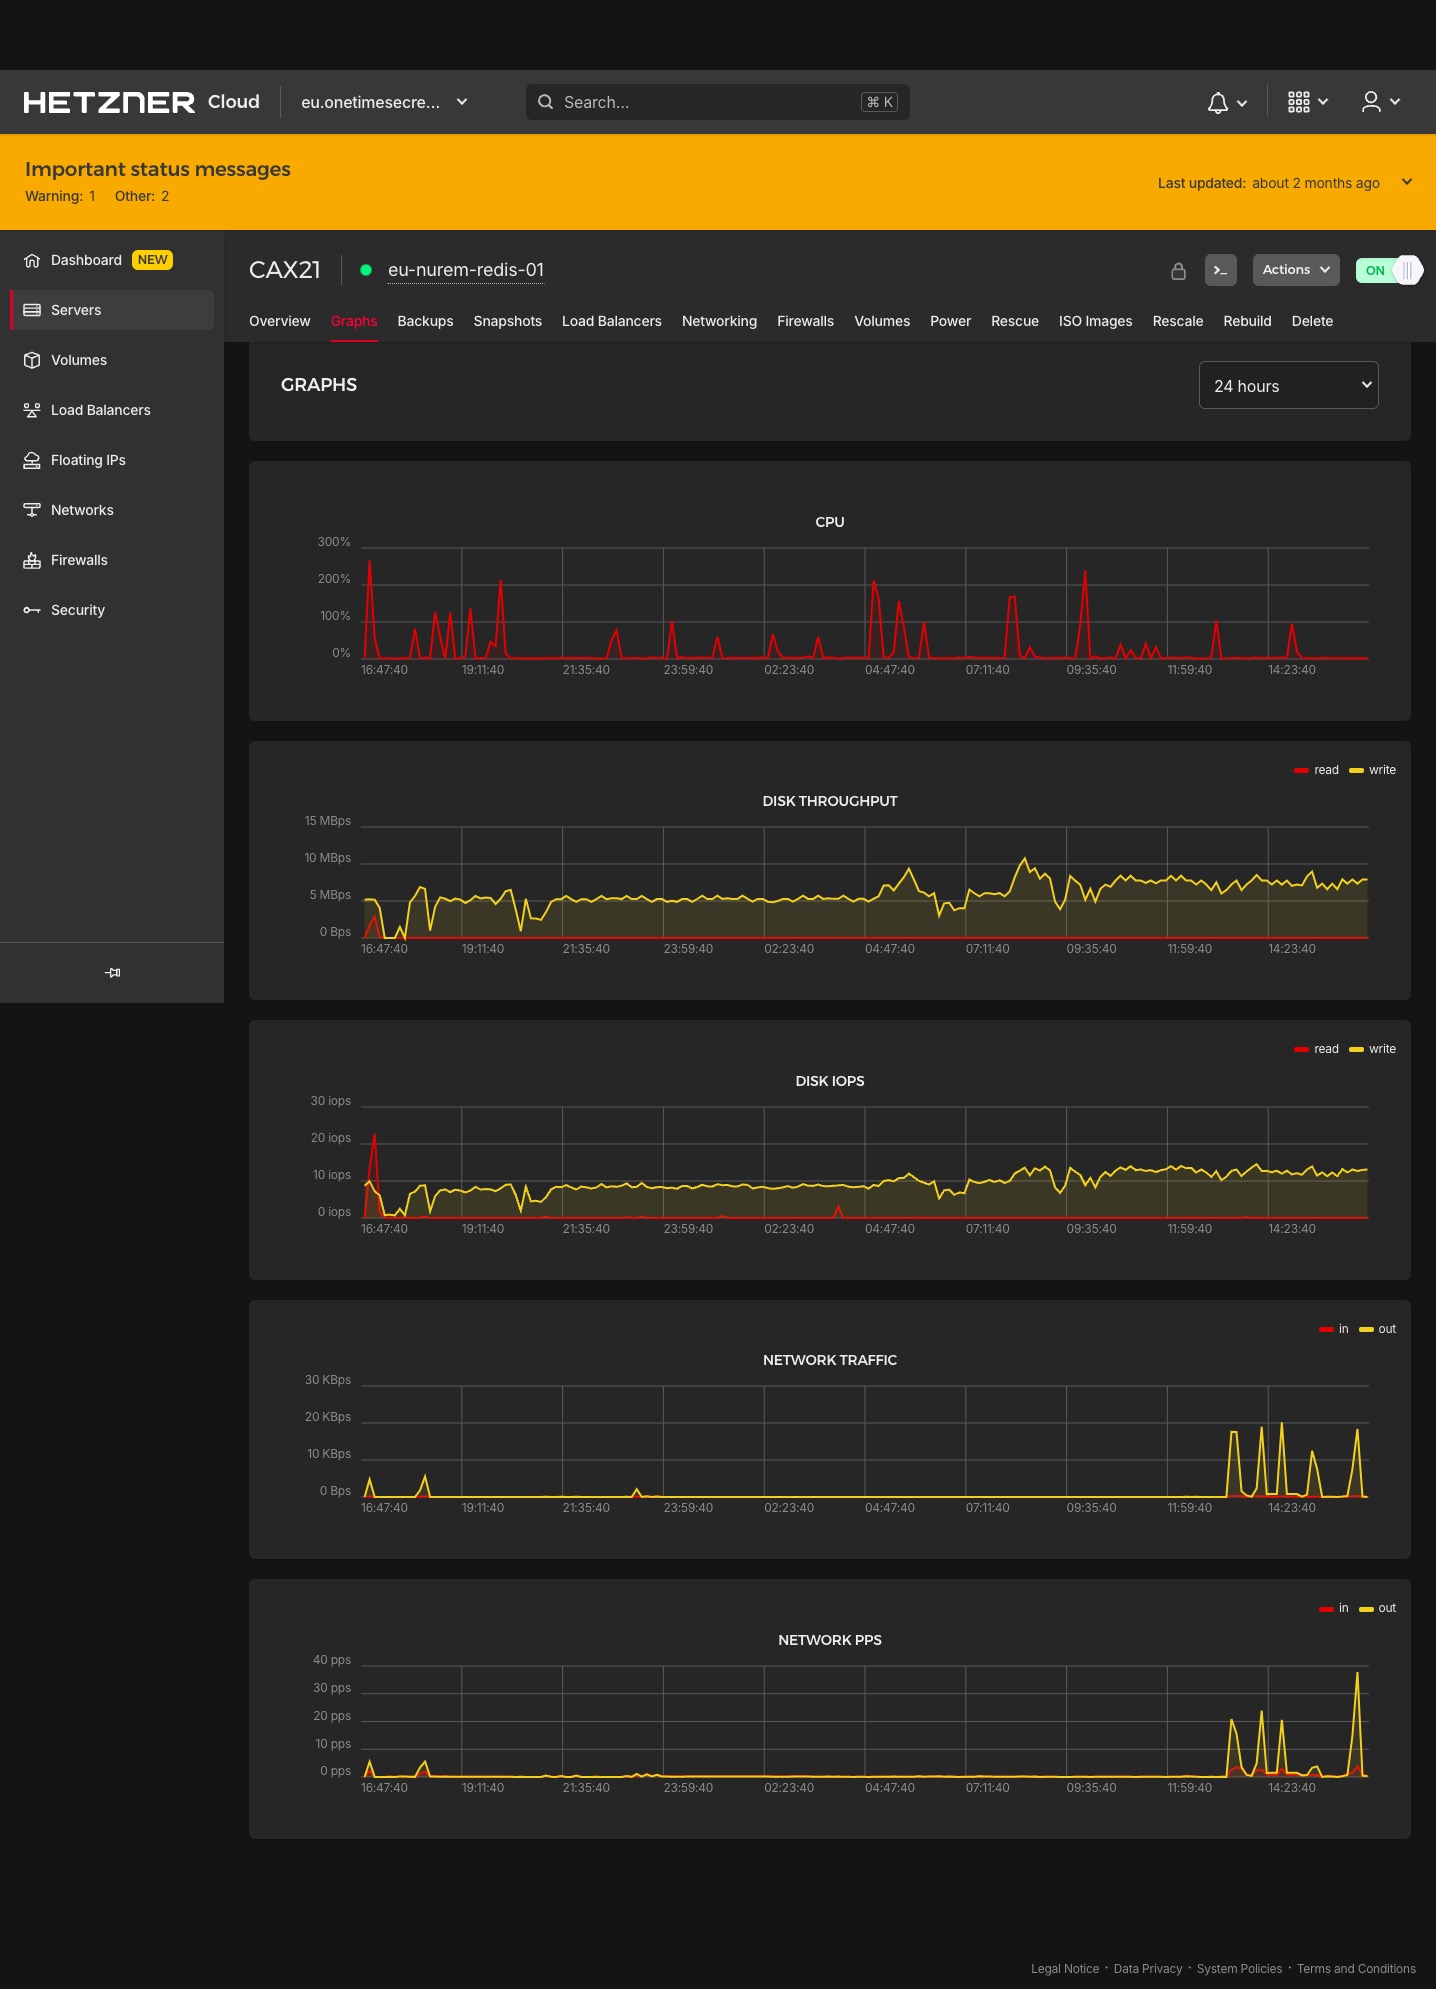 HETZNER Cloud eu.onetimesecre... Search... ⌘ K
Important status messages
Warning: 1 Other: 2
Last updated: about 2 months ago
Dashboard NEW
Servers
Volumes
Load Balancers
Floating IPs
Networks
Firewalls
Security
CAX21 eu-nurem-redis-01 Actions ON
Overview Graphs Backups Snapshots Load Balancers Networking Firewalls Volumes Power Rescue ISO Images Rescale Rebuild Delete
GRAPHS 24 hours
CPU
300%
200%
100%
0%
16:47:40 19:11:40 21:35:40 23:59:40 02:23:40 04:47:40 07:11:40 09:35:40 11:59:40 14:23:40
read write
DISK THROUGHPUT
15 MBps
10 MBps
5 MBps
0 Bps
16:47:40 19:11:40 21:35:40 23:59:40 02:23:40 04:47:40 07:11:40 09:35:40 11:59:40 14:23:40
read write
DISK IOPS
30 iops
20 iops
10 iops
0 iops
16:47:40 19:11:40 21:35:40 23:59:40 02:23:40 04:47:40 07:11:40 09:35:40 11:59:40 14:23:40
in out
NETWORK TRAFFIC
30 KBps
20 KBps
10 KBps
0 Bps
16:47:40 19:11:40 21:35:40 23:59:40 02:23:40 04:47:40 07:11:40 09:35:40 11:59:40 14:23:40
in out
NETWORK PPS
40 pps
30 pps
20 pps
10 pps
0 pps
16:47:40 19:11:40 21:35:40 23:59:40 02:23:40 04:47:40 07:11:40 09:35:40 11:59:40 14:23:40
Legal Notice · Data Privacy · System Policies · Terms and Conditions